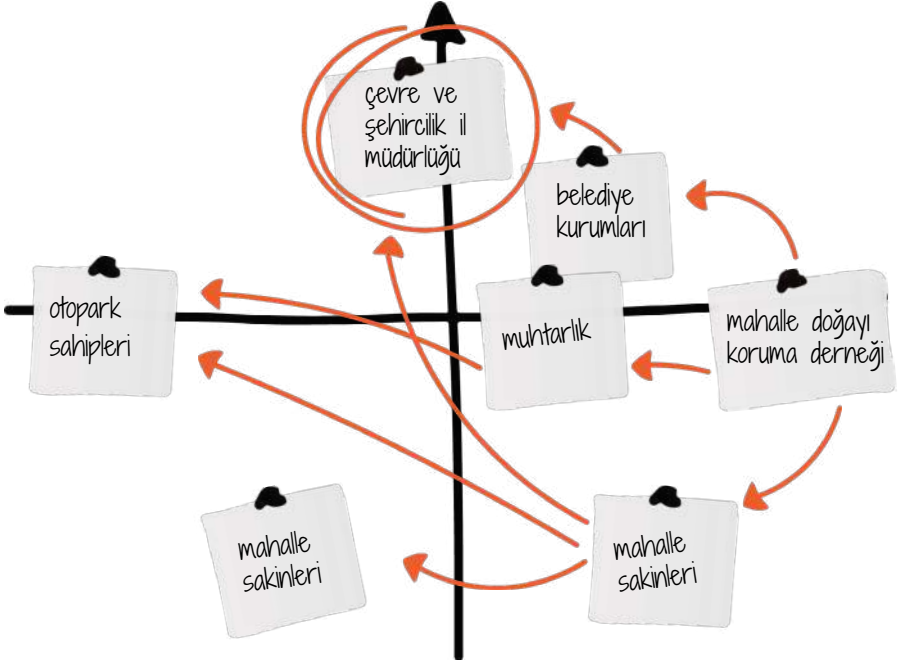 çevre ve
şehircilik il
müdürlüğü
belediye
kurumları
otopark
sahipleri
muhtarlık
mahalle doğayı
koruma derneği
mahalle
sakinleri
mahalle
sakinleri